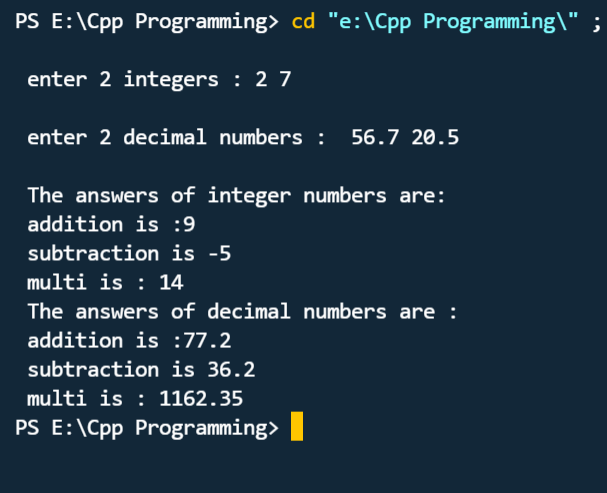 PS E:\Cpp Programming> cd "e:\Cpp Programming\" ;
enter 2 integers : 2 7
enter 2 decimal numbers :  56.7 20.5
The answers of integer numbers are:
addition is :9
subtraction is -5
multi is : 14
The answers of decimal numbers are :
addition is :77.2
subtraction is 36.2
multi is : 1162.35
PS E:\Cpp Programming>